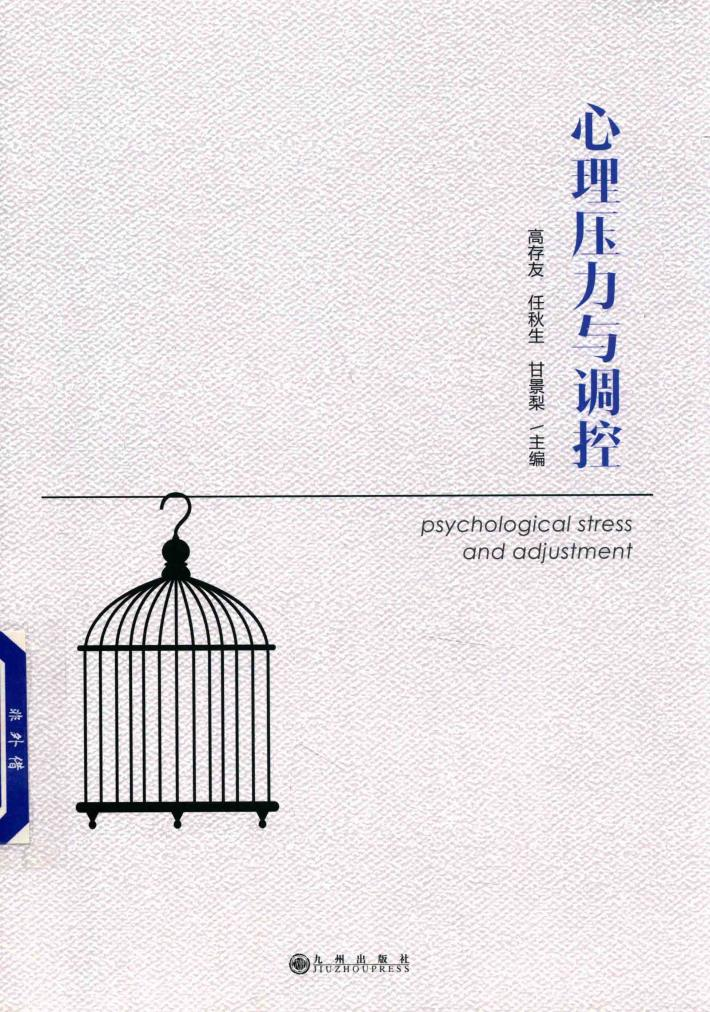 心理压力与调控
高存友 任秋生 甘景梨 / 主编
psychological stress
and adjustment
非外借
九州出版社
JIUZHOUPRESS